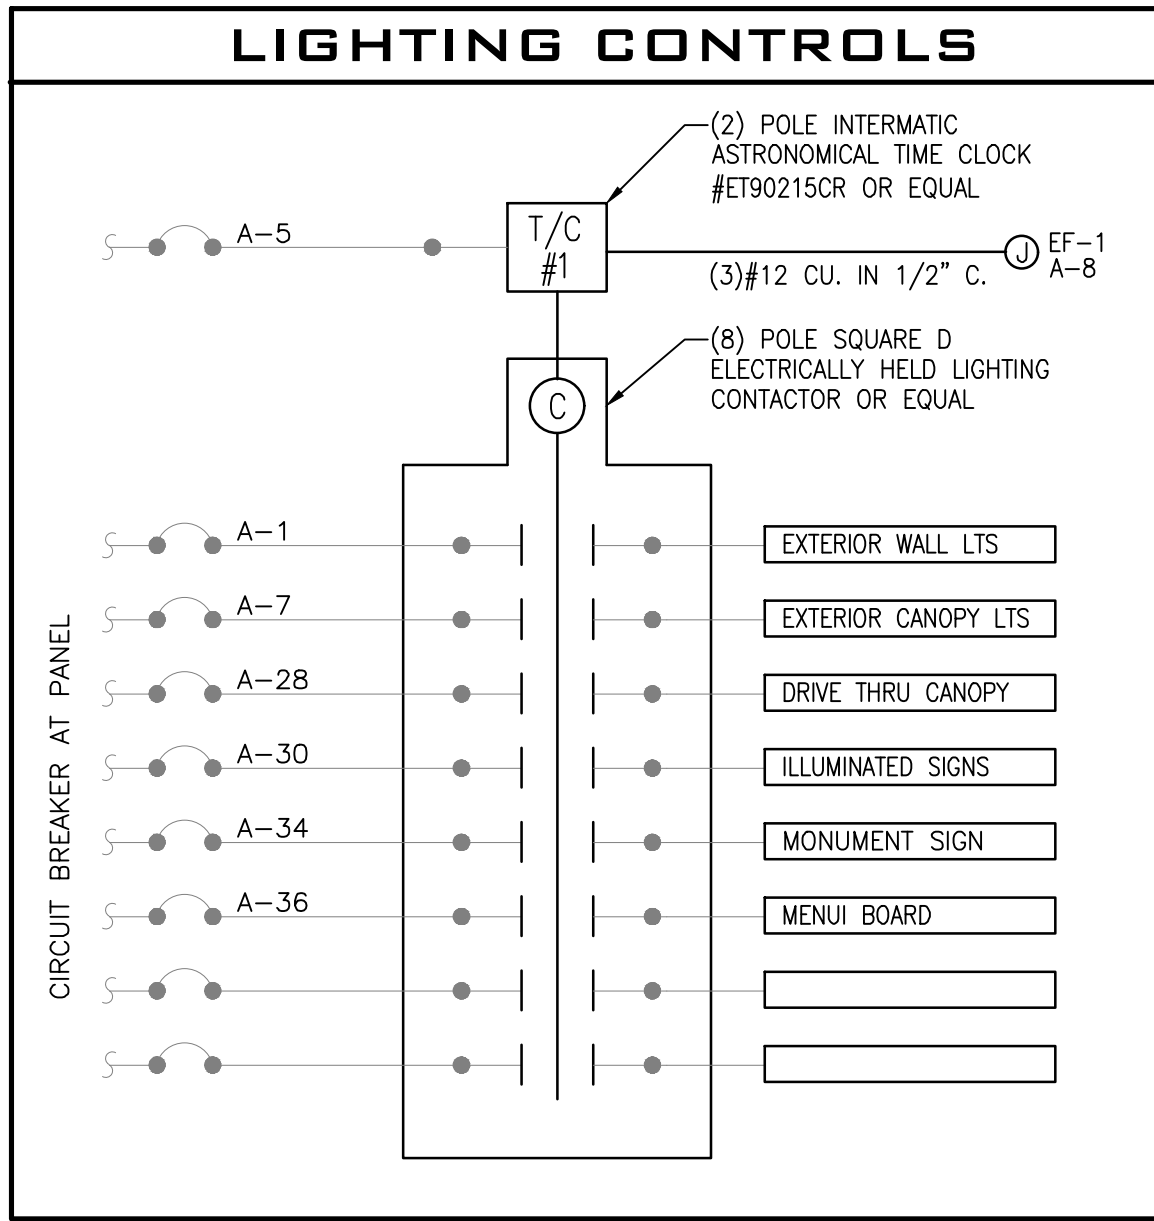 LIGHTING CONTROLS
(2) POLE INTERMATIC
ASTRONOMICAL TIME CLOCK
#ET90215CR OR EQUAL
A-5
T/C
#1
EF-1
A-8
(3)#12 CU. IN 1/2" C.
(8) POLE SQUARE D
ELECTRICALLY HELD LIGHTING
CONTACTOR OR EQUAL
J
C
CIRCUIT BREAKER AT PANEL
A-1
EXTERIOR WALL LTS
A-7
EXTERIOR CANOPY LTS
A-28
DRIVE THRU CANOPY
A-30
ILLUMINATED SIGNS
A-34
MONUMENT SIGN
A-36
MENUI BOARD